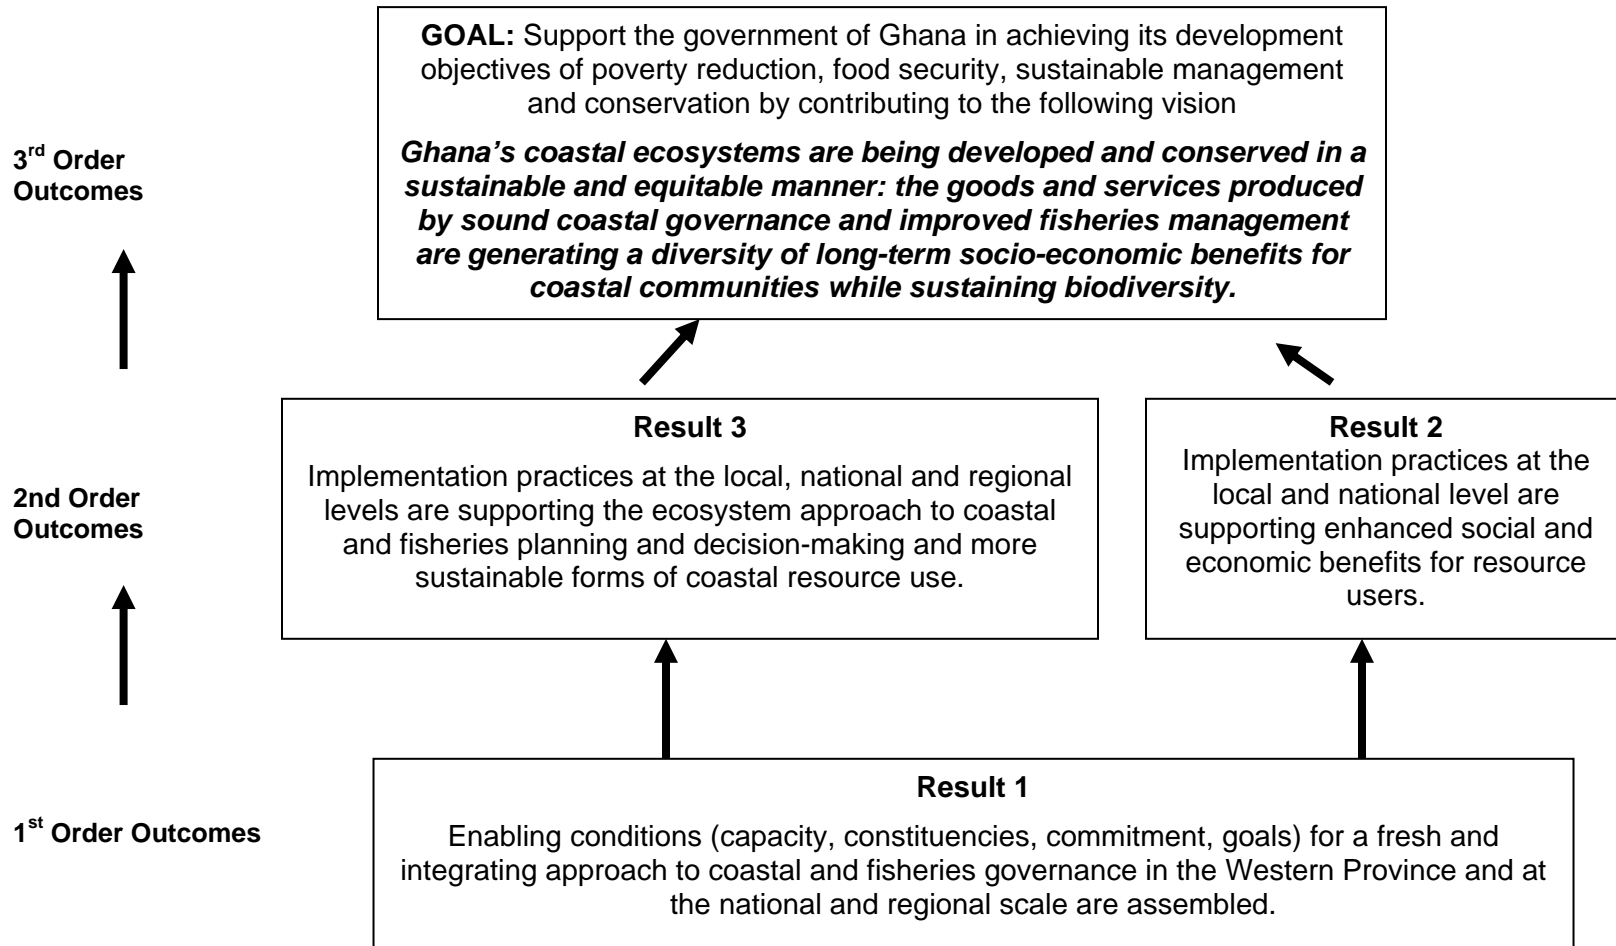 GOAL: Support the government of Ghana in achieving its development
objectives of poverty reduction, food security, sustainable management
and conservation by contributing to the following vision
Ghana’s coastal ecosystems are being developed and conserved in a
sustainable and equitable manner: the goods and services produced
by sound coastal governance and improved fisheries management
are generating a diversity of long-term socio-economic benefits for
coastal communities while sustaining biodiversity.
3rd Order
Outcomes
Result 3
Implementation practices at the local, national and regional
levels are supporting the ecosystem approach to coastal
and fisheries planning and decision-making and more
sustainable forms of coastal resource use.
Result 2
Implementation practices at the
local and national level are
supporting enhanced social and
economic benefits for resource
users.
2nd Order
Outcomes
Result 1
Enabling conditions (capacity, constituencies, commitment, goals) for a fresh and
integrating approach to coastal and fisheries governance in the Western Province and at
the national and regional scale are assembled.
1st Order Outcomes